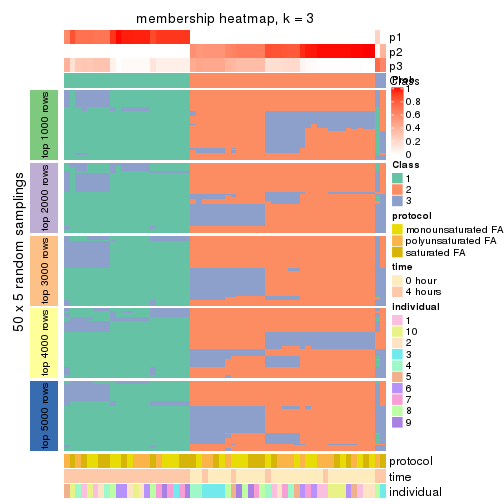 membership heatmap, k = 3
p1
p2
p3
Class
Prob
1
0.8
0.6
0.4
0.2
0
Class
1
2
3
protocol
monounsaturated FA
polyunsaturated FA
saturated FA
time
0 hour
4 hours
individual
1
10
2
3
4
5
6
7
8
9
50 x 5 random samplings
top 1000 rows
top 2000 rows
top 3000 rows
top 4000 rows
top 5000 rows
protocol
time
individual